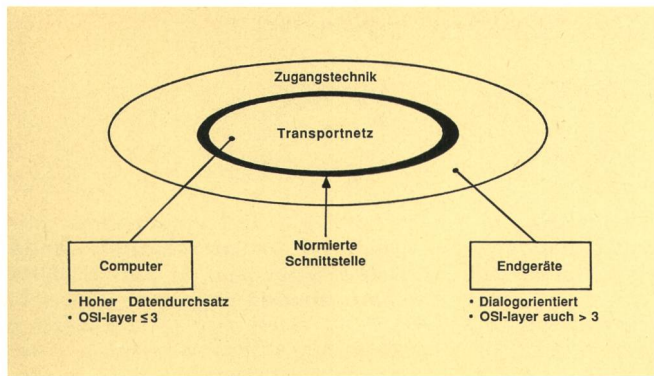 Zugangstechnik
Transportnetz
Normierte
Schnittstelle
Computer
• Hoher Datendurchsatz
• OSI-layer ≤ 3
Endgeräte
• Dialogorientiert
• OSI-layer auch > 3